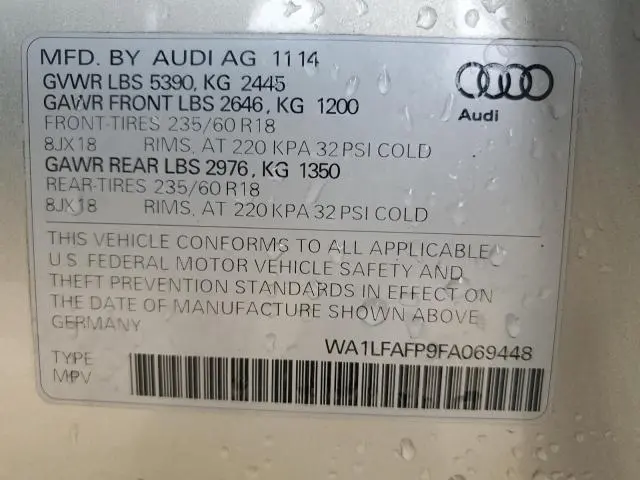 MFD. BY AUDI AG 11 14
GVWR LBS 5390, KG 2445
GAWR FRONT LBS 2646, KG 1200
FRONT-TIRES 235/60 R18
8JX18 RIMS, AT 220 KPA 32 PSI COLD
GAWR REAR LBS 2976, KG 1350
REAR-TIRES 235/60 R18
8JX18 RIMS, AT 220 KPA 32 PSI COLD
Audi
THIS VEHICLE CONFORMS TO ALL APPLICABLE
U.S. FEDERAL MOTOR VEHICLE SAFETY AND
THEFT PREVENTION STANDARDS IN EFFECT ON
THE DATE OF MANUFACTURE SHOWN ABOVE
GERMANY
WA1LFAFP9FA069448
TYPE
MPV